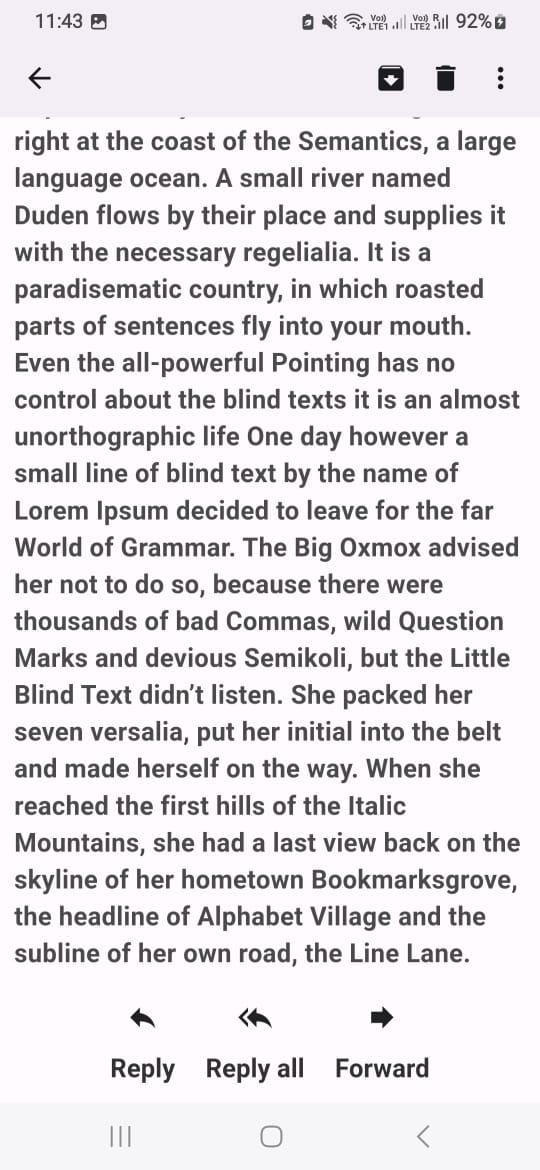 11:43 Vo)) LTE1 Vo)) LTE2 R 92%
right at the coast of the Semantics, a large
language ocean. A small river named
Duden flows by their place and supplies it
with the necessary regelialia. It is a
paradisematic country, in which roasted
parts of sentences fly into your mouth.
Even the all-powerful Pointing has no
control about the blind texts it is an almost
unorthographic life One day however a
small line of blind text by the name of
Lorem Ipsum decided to leave for the far
World of Grammar. The Big Oxmox advised
her not to do so, because there were
thousands of bad Commas, wild Question
Marks and devious Semikoli, but the Little
Blind Text didn’t listen. She packed her
seven versalia, put her initial into the belt
and made herself on the way. When she
reached the first hills of the Italic
Mountains, she had a last view back on the
skyline of her hometown Bookmarksgrove,
the headline of Alphabet Village and the
subline of her own road, the Line Lane.
Reply Reply all Forward